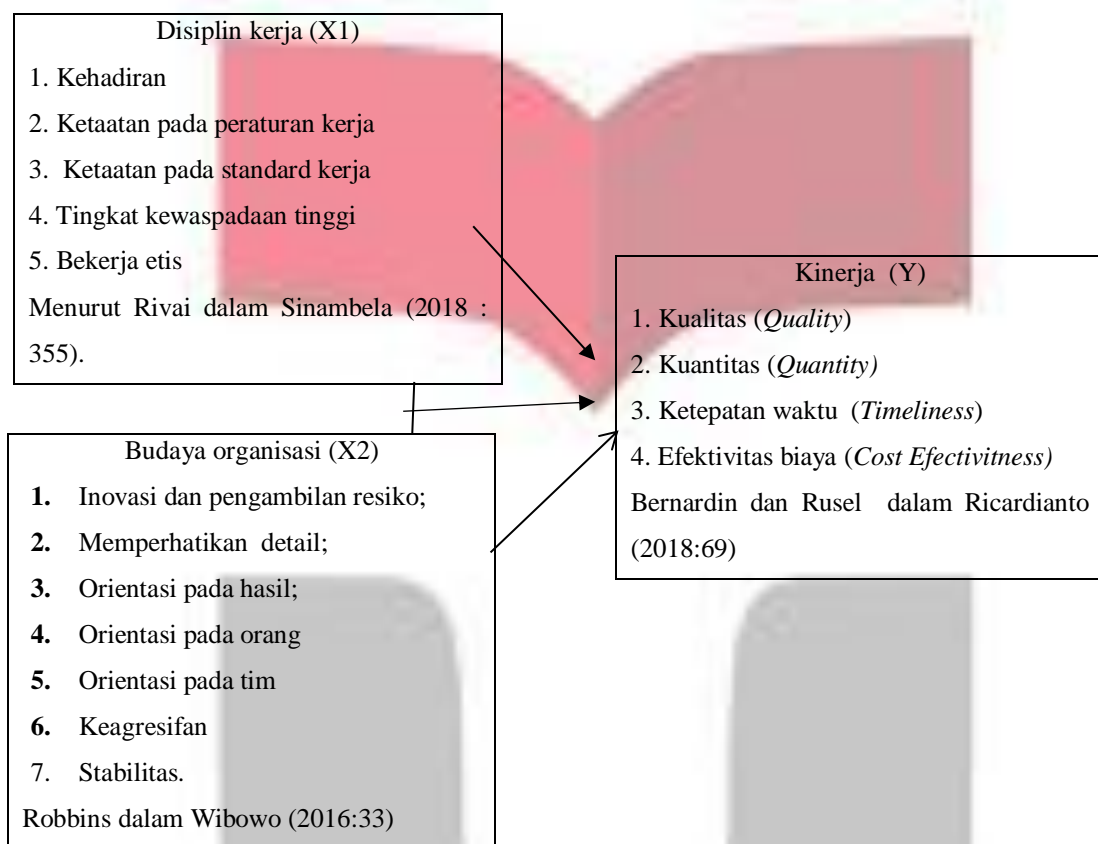 Disiplin kerja (X1)
1. Kehadiran
2. Ketaatan pada peraturan kerja
3. Ketaatan pada standard kerja
4. Tingkat kewaspadaan tinggi
5. Bekerja etis
Menurut Rivai dalam Sinambela (2018 :
355).
Kinerja (Y)
1. Kualitas (Quality)
2. Kuantitas (Quantity)
3. Ketepatan waktu (Timeliness)
4. Efektivitas biaya (Cost Efectivitness)
Bernardin dan Rusel dalam Ricardianto
(2018:69)
Budaya organisasi (X2)
1. Inovasi dan pengambilan resiko;
2. Memperhatikan detail;
3. Orientasi pada hasil;
4. Orientasi pada orang
5. Orientasi pada tim
6. Keagresifan
7. Stabilitas.
Robbins dalam Wibowo (2016:33)